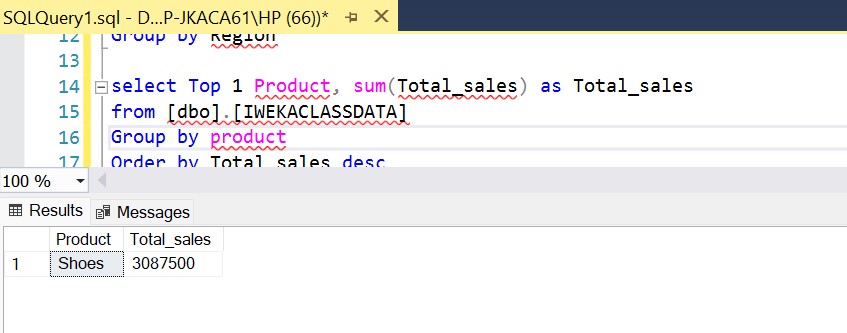 SQLQuery1.sql - D...P-JKACA61\HP (66))*
12 Group by Region
13
14 select Top 1 Product, sum(Total_sales) as Total_sales
15 from [dbo].[IWEKACLASSDATA]
16 Group by product
17 Order by Total_sales desc
100 %
Results Messages
Product Total_sales
1 Shoes 3087500